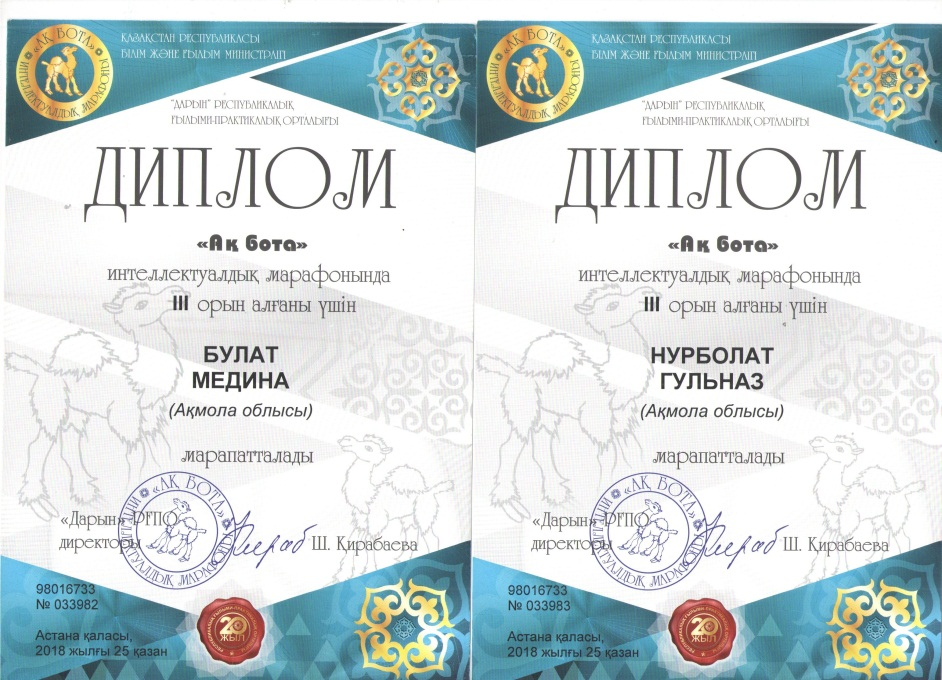 «АҚ БОТА»
ИНТЕЛЛЕКТУАЛДЫҚ МАРАФОНЫ
ҚАЗАҚСТАН РЕСПУБЛИКАСЫ
БІЛІМ ЖӘНЕ ҒЫЛЫМ МИНИСТРЛІГІ
"ДАРЫН" РЕСПУБЛИКАЛЫҚ
ҒЫЛЫМИ-ПРАКТИКАЛЫҚ ОРТАЛЫҒЫ
ДИПЛОМ
«Ақ бота»
интеллектуалдық марафонында
III орын алғаны үшін
БУЛАТ
МЕДИНА
(Ақмола облысы)
марапатталады
«АҚ БОТА»
ИНТЕЛЛЕКТУАЛДЫҚ МАРАФОНЫ
«Дарын» РҒПО
директоры
Ш. Қирабаева
98016733
№ 033982
Астана қаласы,
2018 жылғы 25 қазан
20
ЖЫЛ
«АҚ БОТА»
ИНТЕЛЛЕКТУАЛДЫҚ МАРАФОНЫ
ҚАЗАҚСТАН РЕСПУБЛИКАСЫ
БІЛІМ ЖӘНЕ ҒЫЛЫМ МИНИСТРЛІГІ
"ДАРЫН" РЕСПУБЛИКАЛЫҚ
ҒЫЛЫМИ-ПРАКТИКАЛЫҚ ОРТАЛЫҒЫ
ДИПЛОМ
«Ақ бота»
интеллектуалдық марафонында
III орын алғаны үшін
НУРБОЛАТ
ГУЛЬНАЗ
(Ақмола облысы)
марапатталады
«АҚ БОТА»
ИНТЕЛЛЕКТУАЛДЫҚ МАРАФОНЫ
«Дарын» РҒПО
директоры
Ш. Қирабаева
98016733
№ 033983
Астана қаласы,
2018 жылғы 25 қазан
20
ЖЫЛ